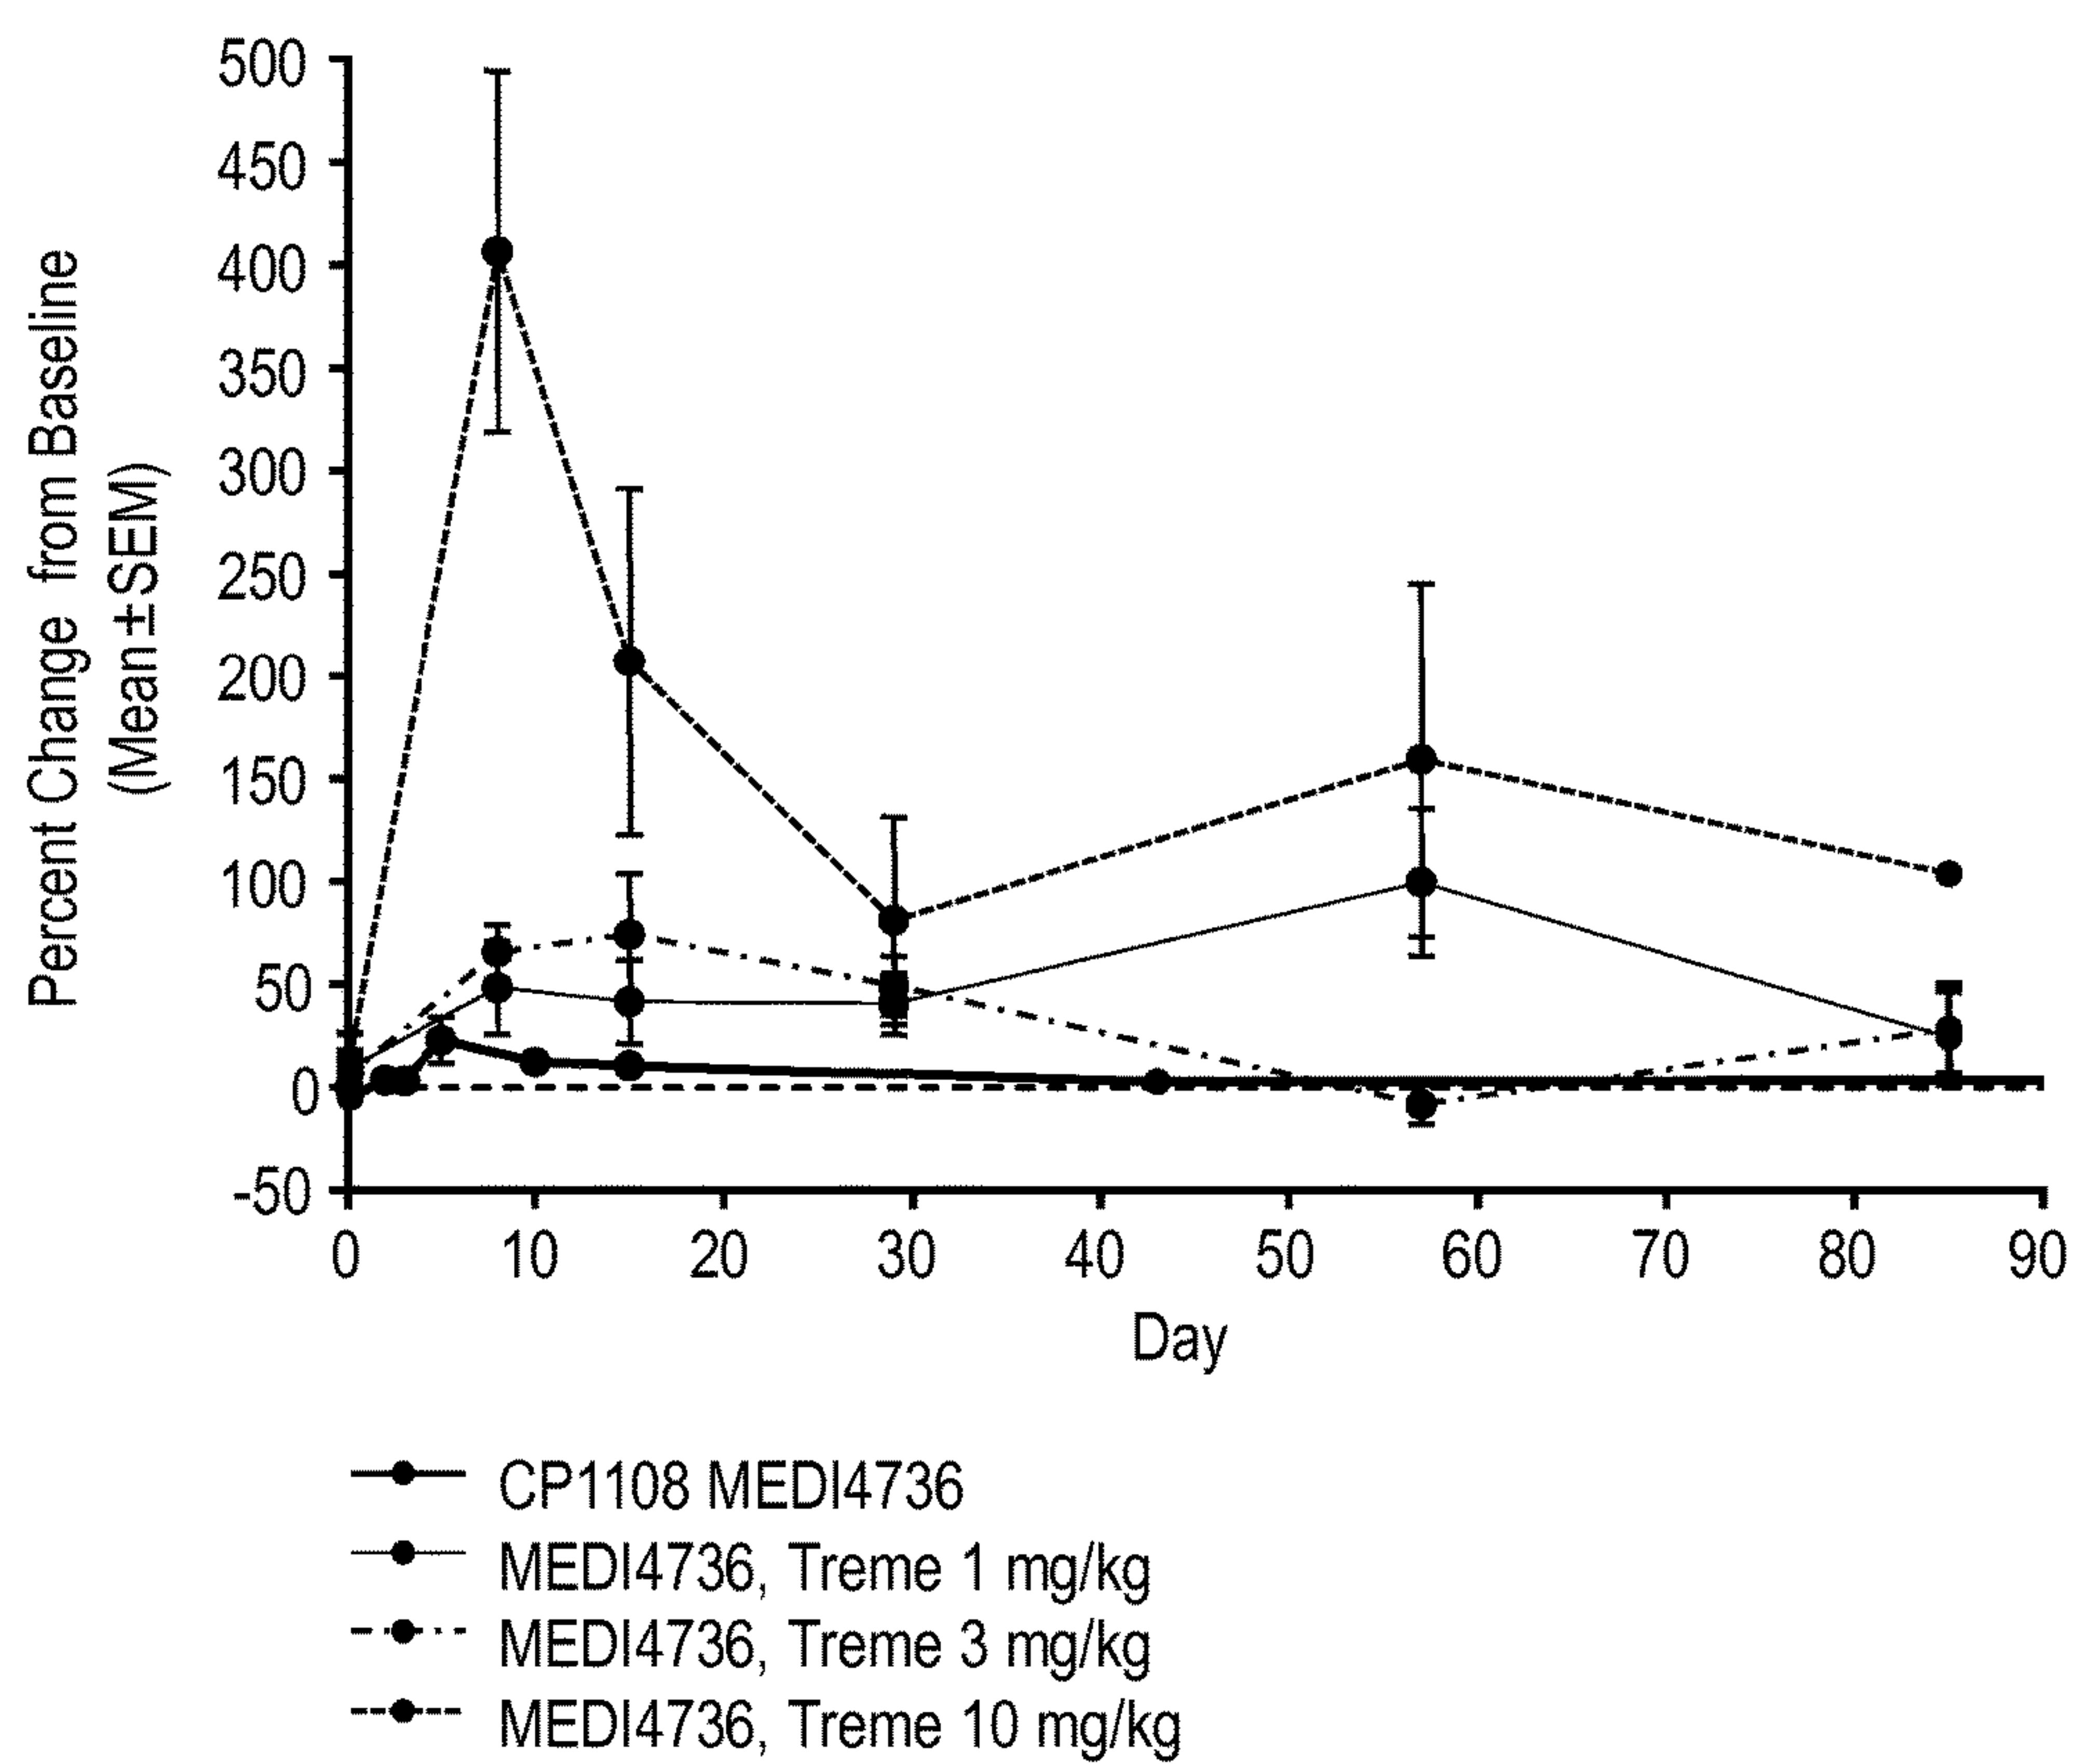 Percent Change from Baseline
(Mean±SEM)
500
450
400
350
300
250
200
150
100
50
0
-50
0 10 20 30 40 50 60 70 80 90
Day
CP1108 MEDI4736
MEDI4736, Treme 1 mg/kg
MEDI4736, Treme 3 mg/kg
MEDI4736, Treme 10 mg/kg